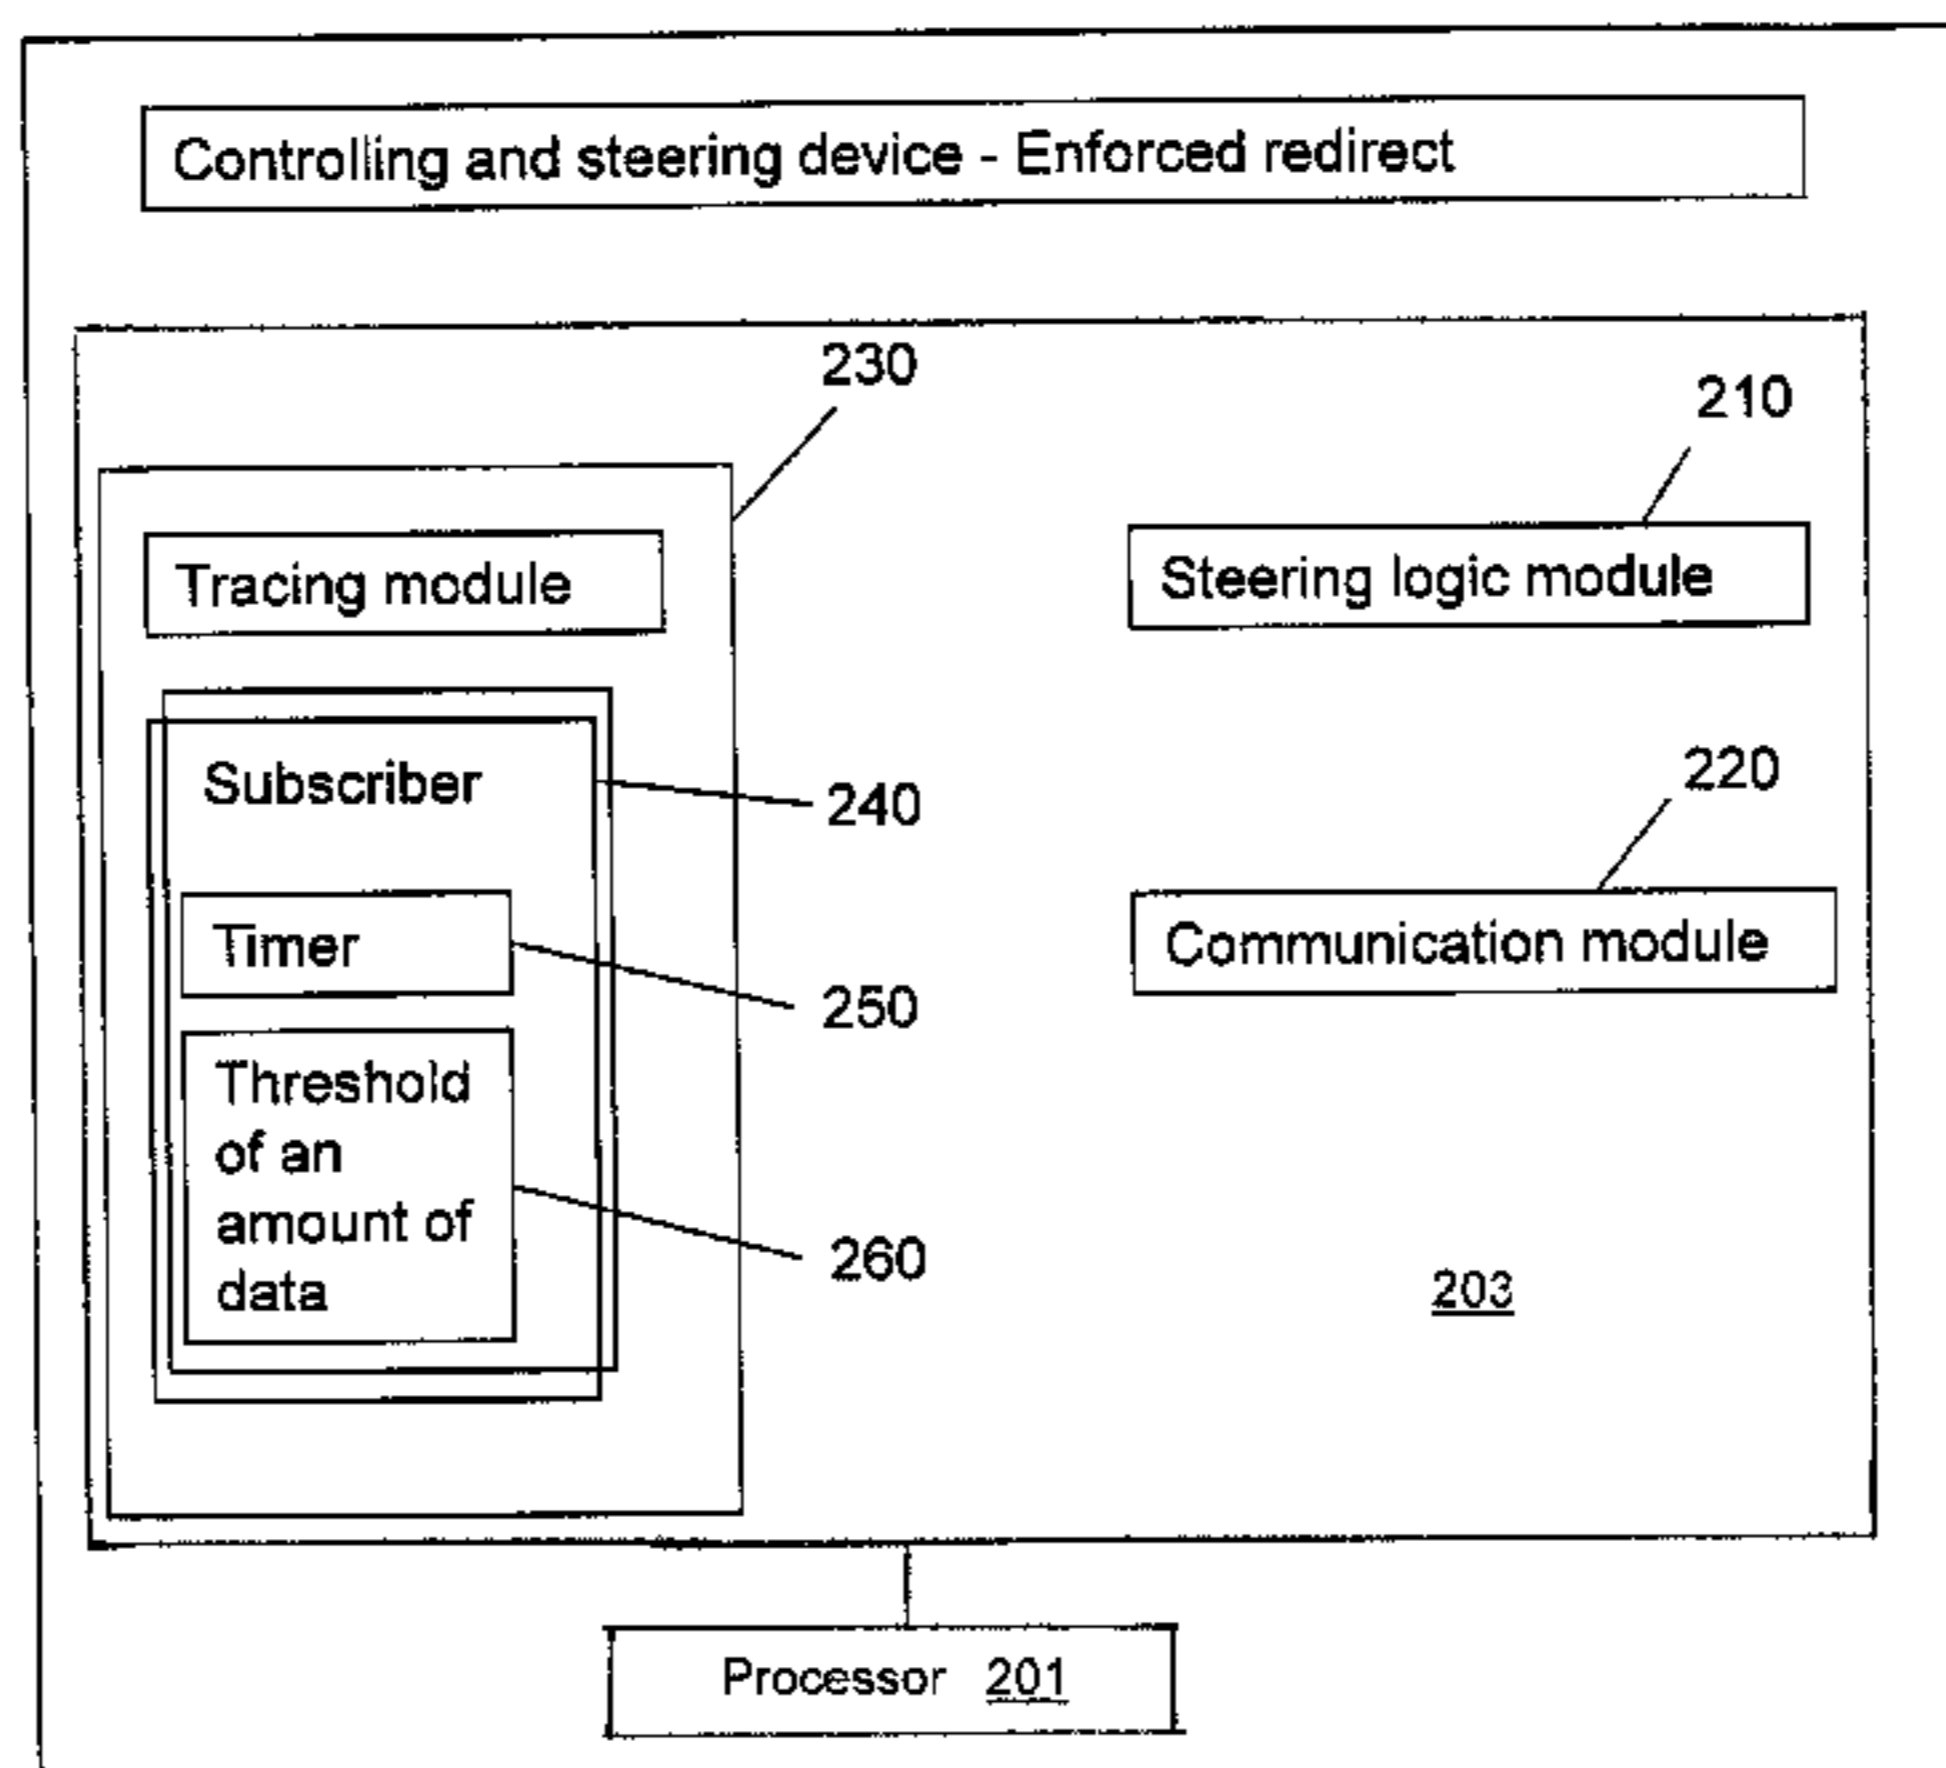 Controlling and steering device - Enforced redirect
230
210
Tracing module
Steering logic module
Subscriber
240
220
Timer
250
Communication module
Threshold
of an
amount of
data
260
203
Processor 201